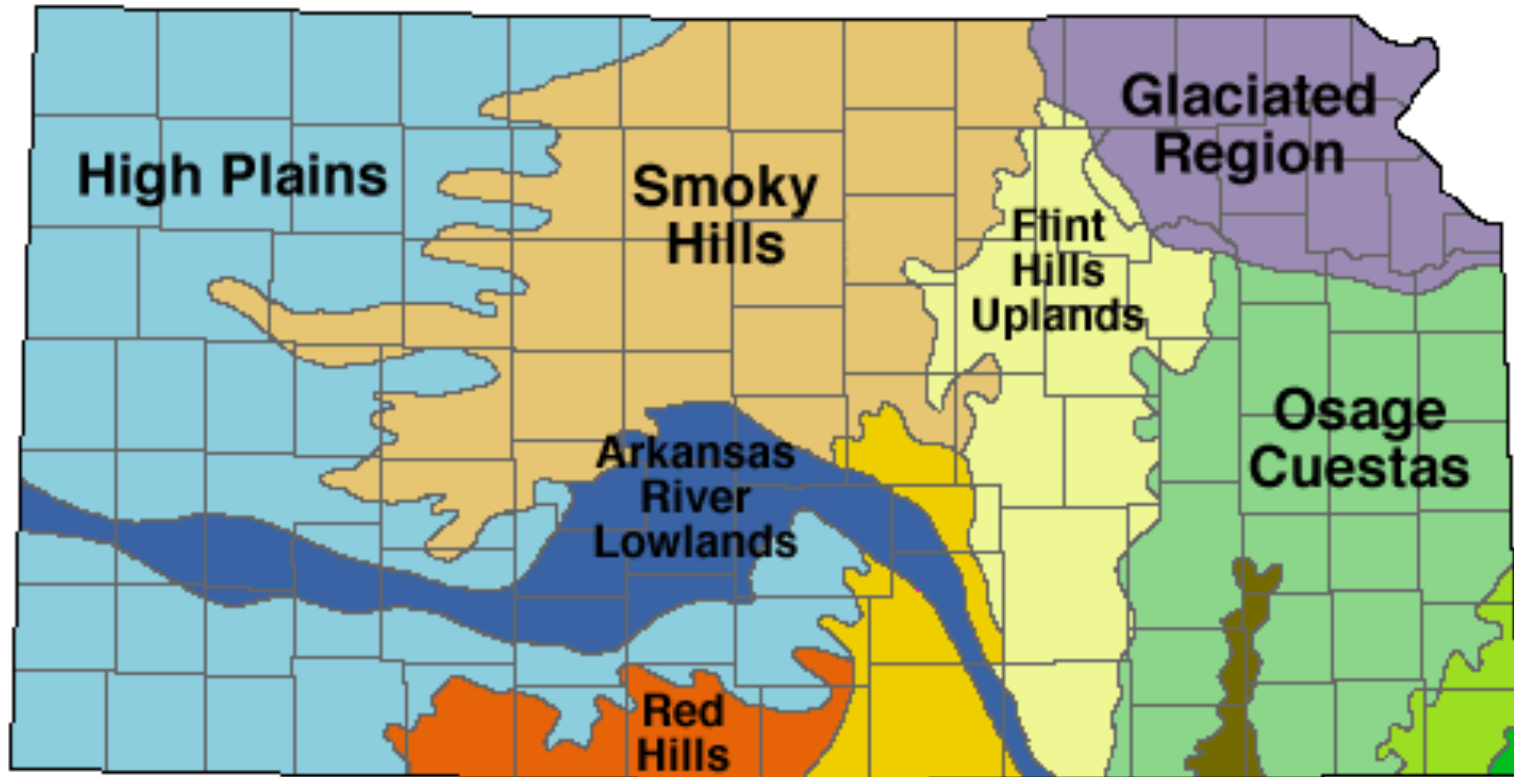 High Plains
Smoky
Hills
Glaciated
Region
Flint
Hills
Uplands
Osage
Cuestas
Arkansas
River
Lowlands
Red
Hills